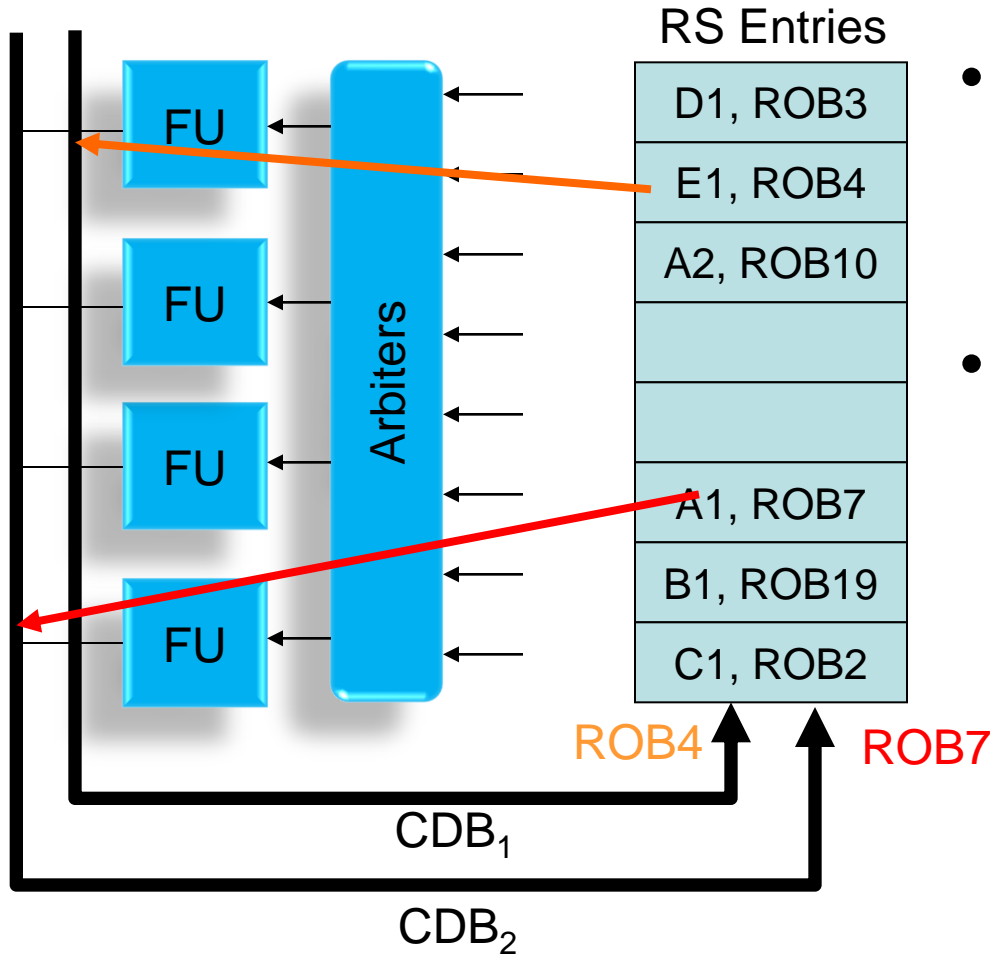 RS Entries
FU
FU
FU
FU
Arbiters
D1, ROB3
E1, ROB4
A2, ROB10
A1, ROB7
B1, ROB19
C1, ROB2
ROB4
ROB7
CDB1
CDB2